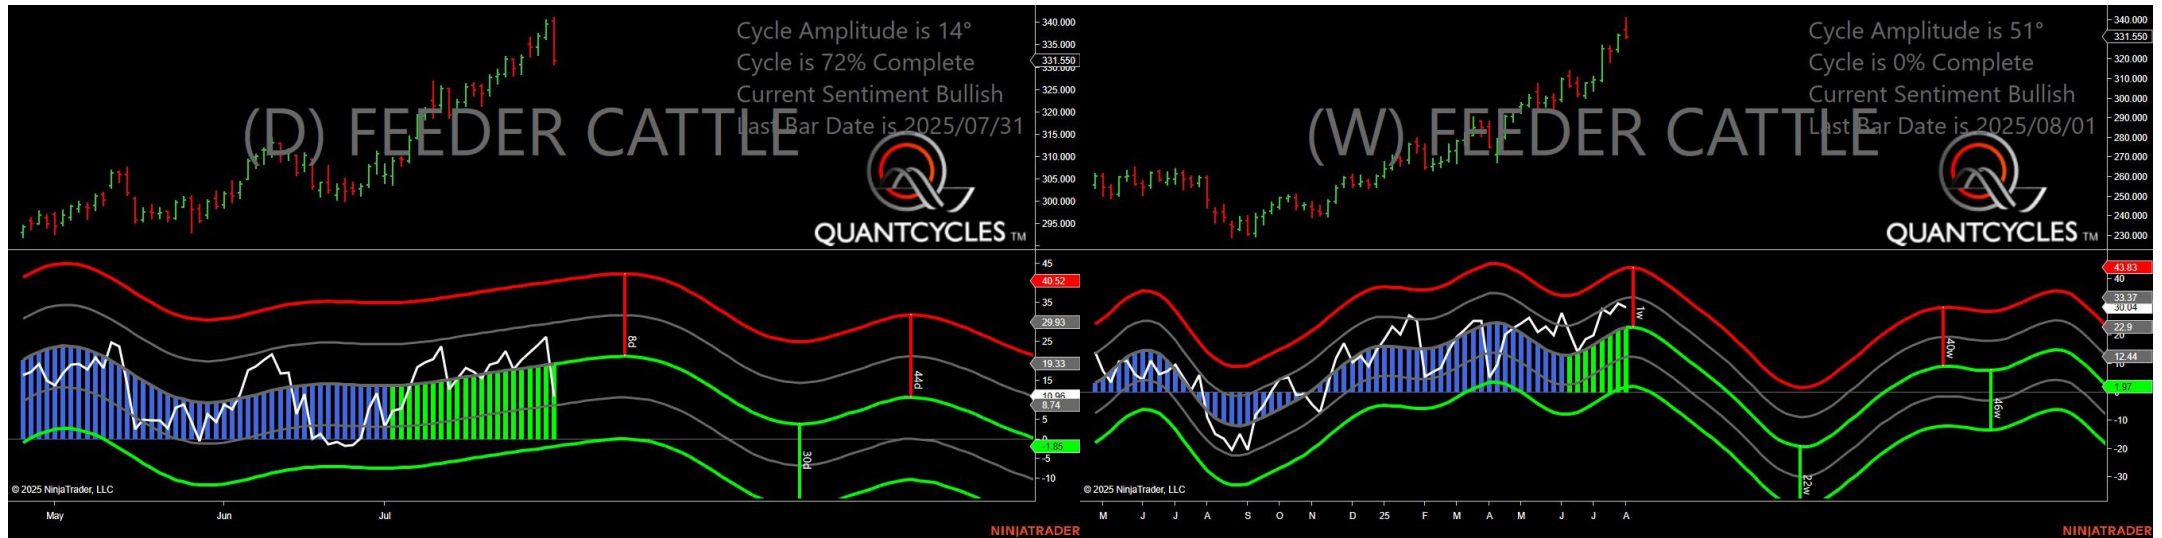 Cycle Amplitude is 14°
Cycle is 72% Complete
Current Sentiment Bullish
Last Bar Date is 2025/07/31
(D) FEEDER CATTLE
QUANTCYCLES TM
340.000
335.000
331.550
330.000
325.000
320.000
315.000
310.000
305.000
300.000
295.000
45
40.52
35
29.93
25
19.33
15
10.96
8.74
5
0
-1.85
-5
-10
8d
30d
44d
© 2025 NinjaTrader, LLC
May
Jun
Jul
NINJATRADER
Cycle Amplitude is 51°
Cycle is 0% Complete
Current Sentiment Bullish
Last Bar Date is 2025/08/01
(W) FEEDER CATTLE
QUANTCYCLES TM
340.000
331.550
320.000
310.000
300.000
290.000
280.000
270.000
260.000
250.000
240.000
230.000
43.83
40
33.37
30.04
22.9
20
12.44
10
1.97
0
-10
-20
-30
1w
22w
40w
46w
© 2025 NinjaTrader, LLC
M
J
J
A
S
O
N
D
25
F
M
A
M
J
J
A
NINJATRADER